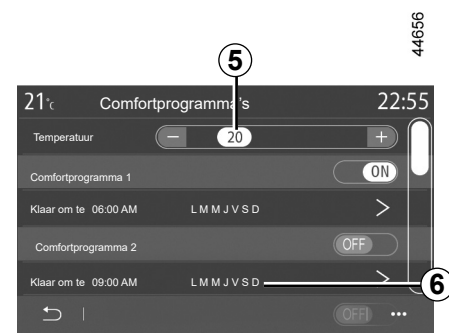 44656
5
21°c Comfortprogramma's 22:55
Temperatuur − 20 +
Comfortprogramma 1 ON
Klaar om te 06:00 AM L M M J V S D >
Comfortprogramma 2 OFF
Klaar om te 09:00 AM L M M J V S D >
6
OFF ...